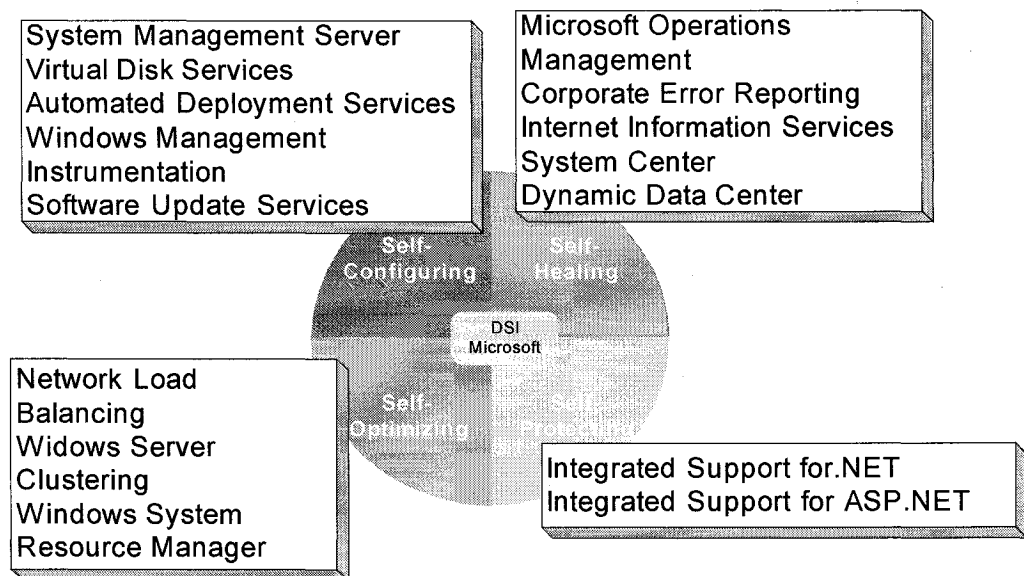 System Management Server
Virtual Disk Services
Automated Deployment Services
Windows Management
Instrumentation
Software Update Services
Microsoft Operations
Management
Corporate Error Reporting
Internet Information Services
System Center
Dynamic Data Center
Self-
Configuring
Self-
Healing
DSI
Microsoft
Self-
Optimizing
Self-
Protecting
Network Load
Balancing
Widows Server
Clustering
Windows System
Resource Manager
Integrated Support for.NET
Integrated Support for ASP.NET